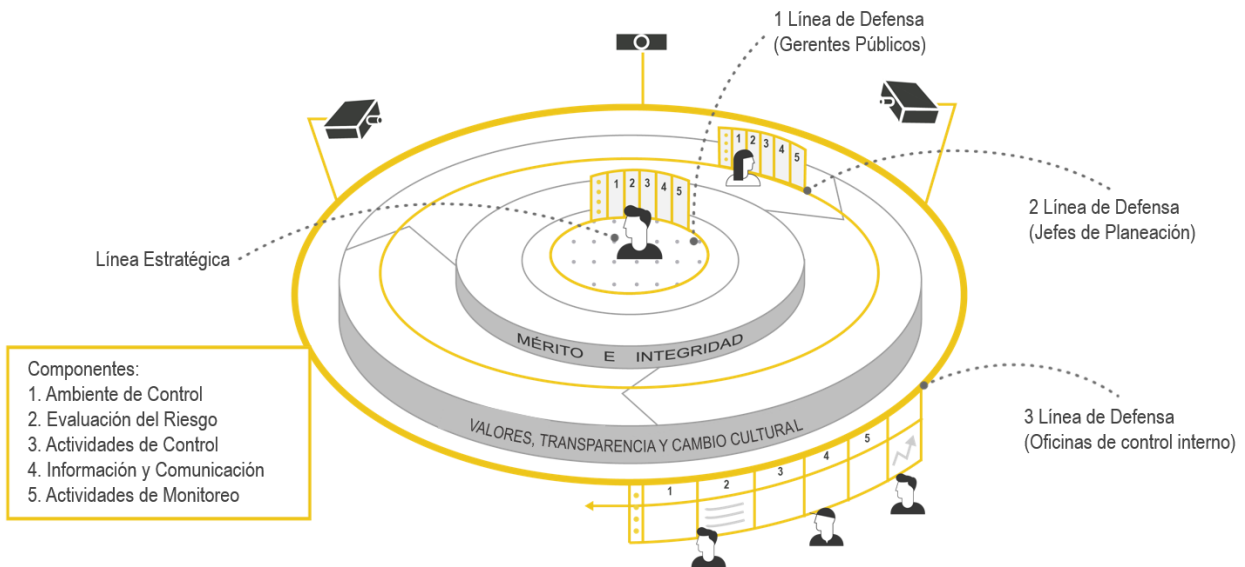 1 Línea de Defensa
(Gerentes Públicos)
1 2 3 4 5
1 2 3 4 5
2 Línea de Defensa
(Jefes de Planeación)
Línea Estratégica
MÉRITO E INTEGRIDAD
VALORES, TRANSPARENCIA Y CAMBIO CULTURAL
3 Línea de Defensa
(Oficinas de control interno)
Componentes:
1. Ambiente de Control
2. Evaluación del Riesgo
3. Actividades de Control
4. Información y Comunicación
5. Actividades de Monitoreo
1 2 3 4 5